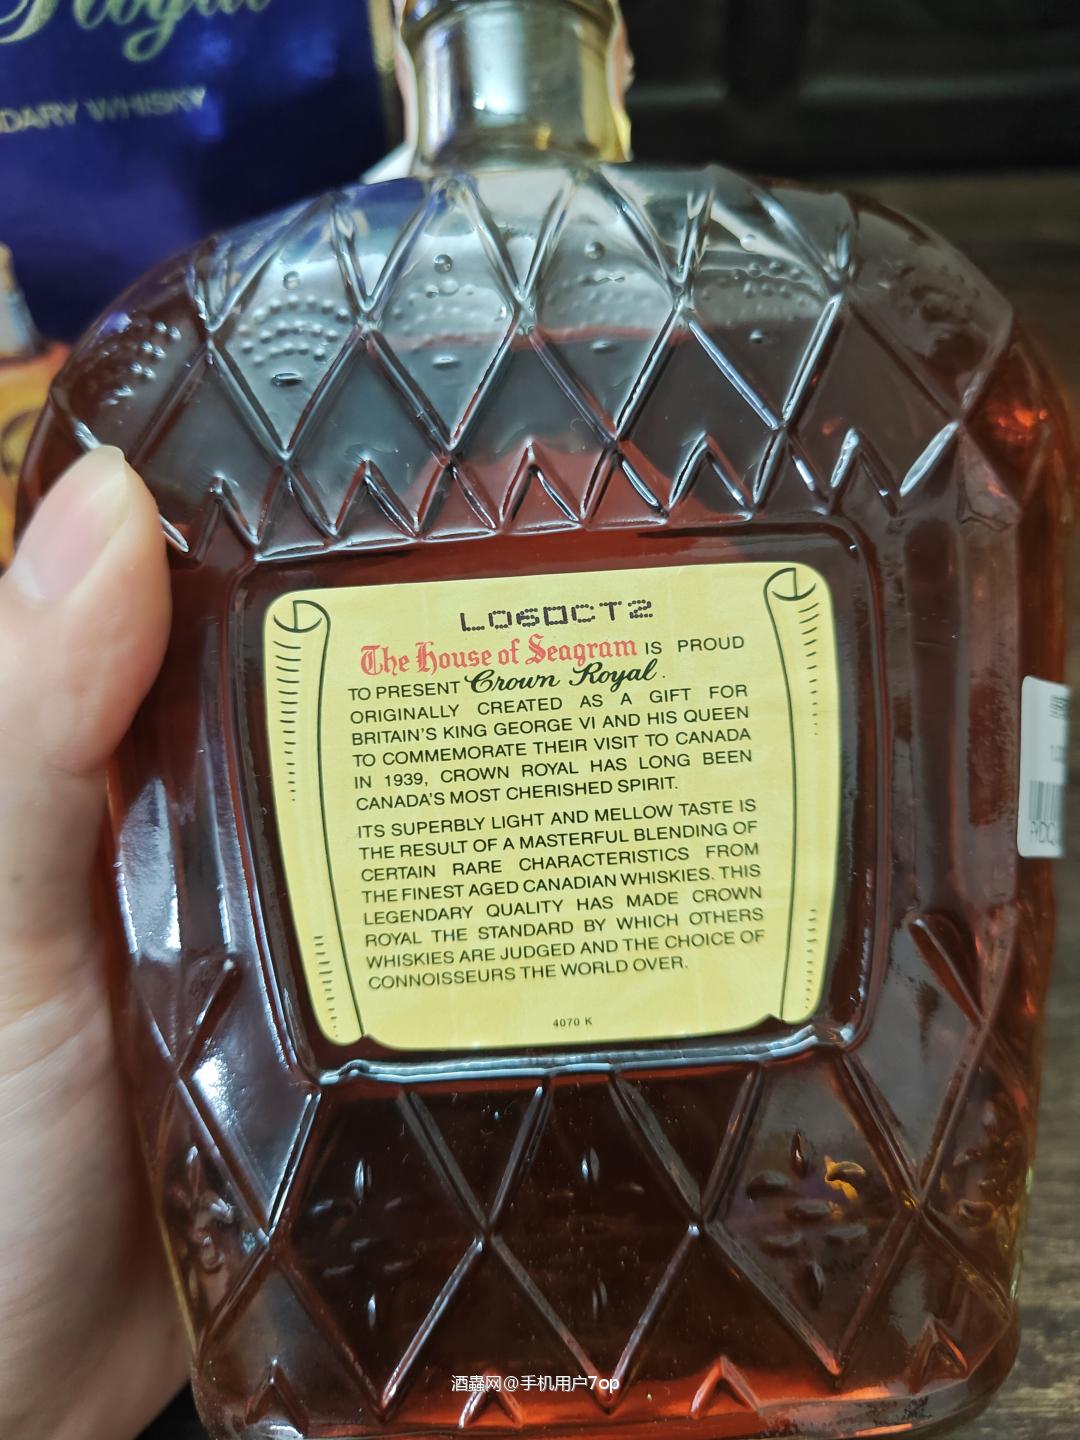 Royal
DARY WHISKY
L06OCT2
The House of Seagram IS PROUD
TO PRESENT Crown Royal.
ORIGINALLY CREATED AS A GIFT FOR
BRITAIN'S KING GEORGE VI AND HIS QUEEN
TO COMMEMORATE THEIR VISIT TO CANADA
IN 1939, CROWN ROYAL HAS LONG BEEN
CANADA'S MOST CHERISHED SPIRIT.
ITS SUPERBLY LIGHT AND MELLOW TASTE IS
THE RESULT OF A MASTERFUL BLENDING OF
CERTAIN RARE CHARACTERISTICS FROM
THE FINEST AGED CANADIAN WHISKIES. THIS
LEGENDARY QUALITY HAS MADE CROWN
ROYAL THE STANDARD BY WHICH OTHERS
WHISKIES ARE JUDGED AND THE CHOICE OF
CONNOISSEURS THE WORLD OVER.
4070 K
酒蟲网@手机用户7op